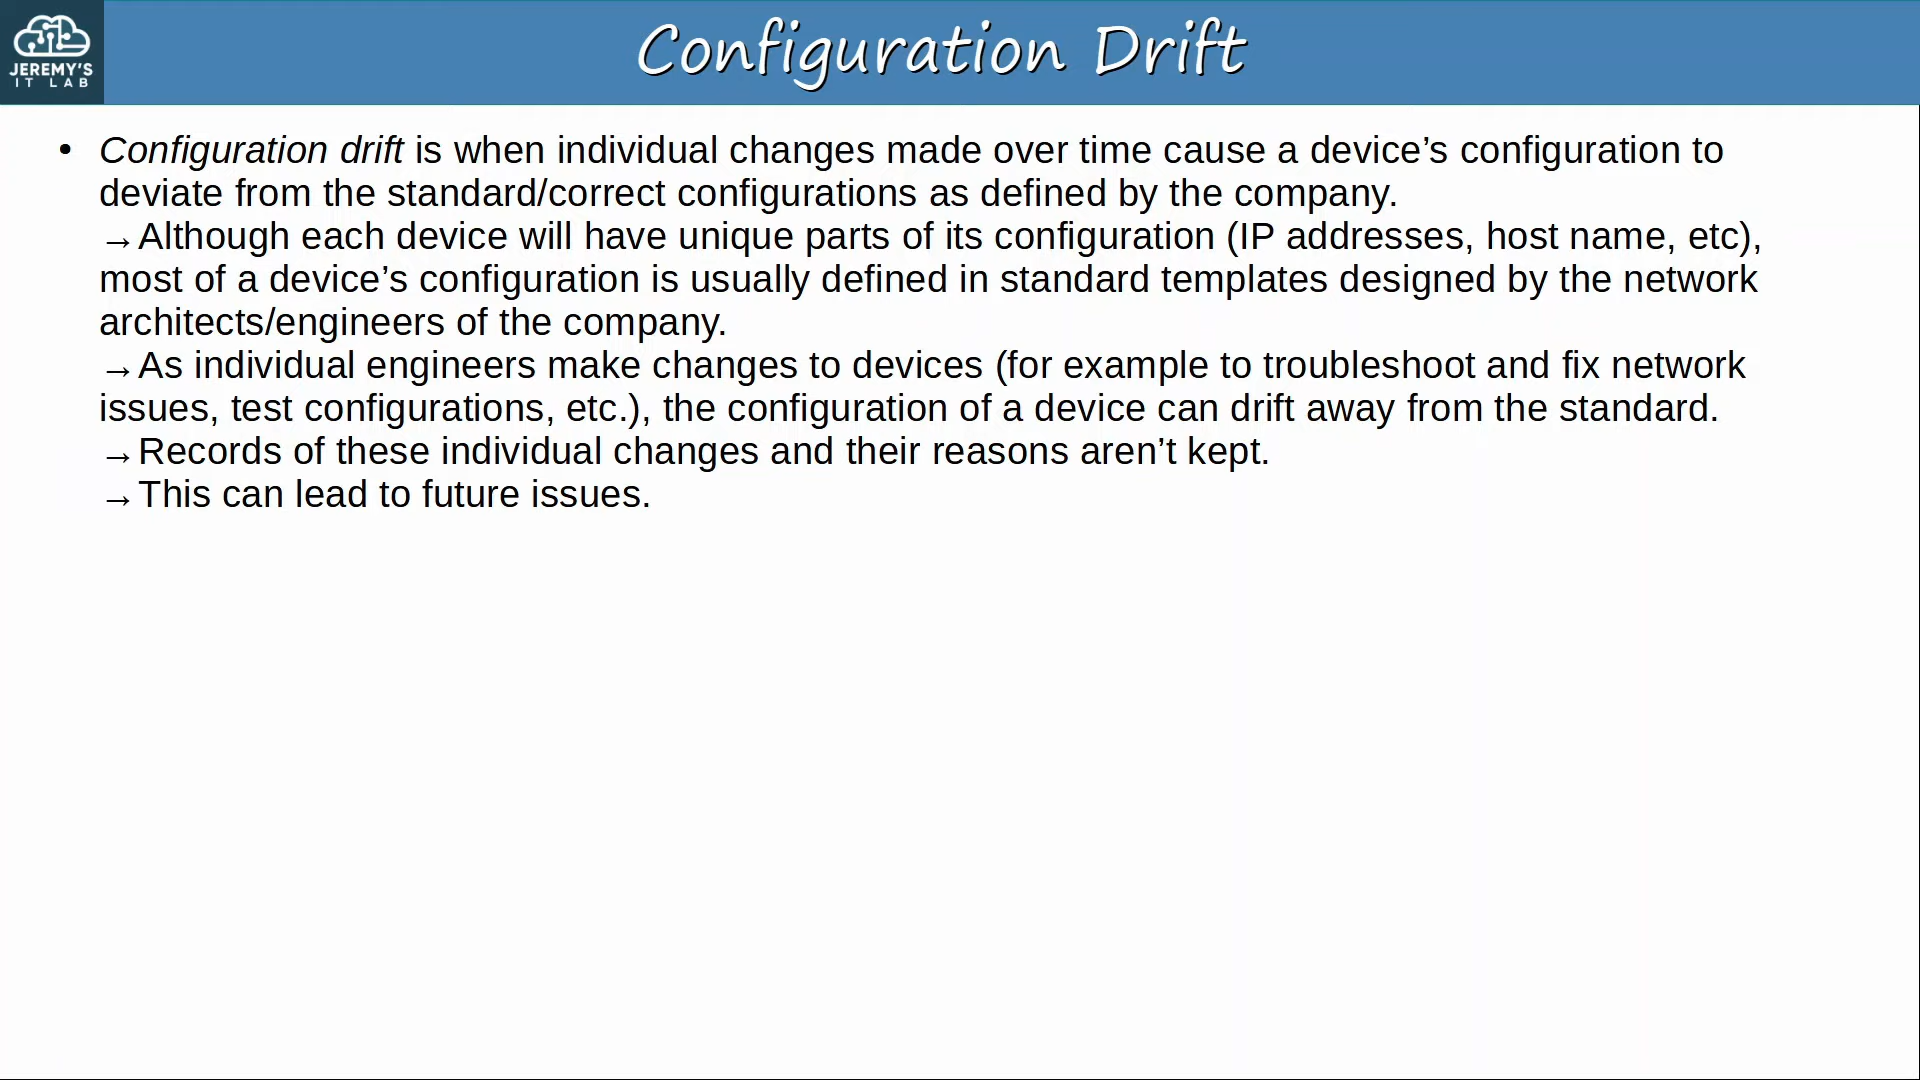 JEREMY'S
IT LAB
Configuration Drift
• Configuration drift is when individual changes made over time cause a device’s configuration to
deviate from the standard/correct configurations as defined by the company.
→Although each device will have unique parts of its configuration (IP addresses, host name, etc),
most of a device’s configuration is usually defined in standard templates designed by the network
architects/engineers of the company.
→As individual engineers make changes to devices (for example to troubleshoot and fix network
issues, test configurations, etc.), the configuration of a device can drift away from the standard.
→Records of these individual changes and their reasons aren’t kept.
→This can lead to future issues.